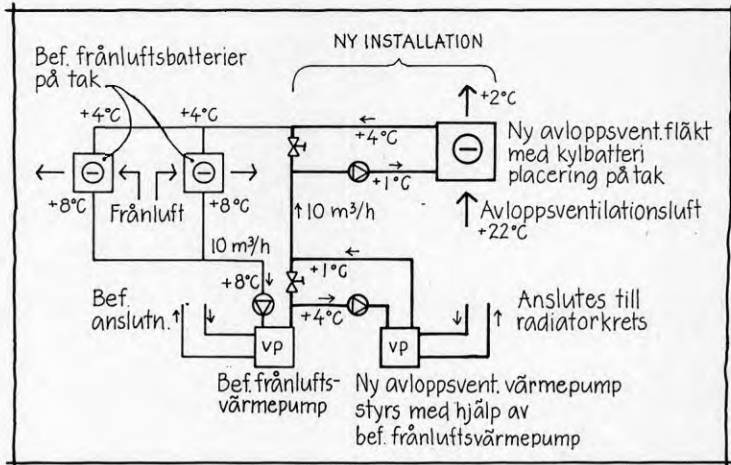 NY INSTALLATION
Bef. frånluftsbatterier
på tak
+4°C
+4°C
+4°C
+2°C
Ny avloppsvent.fläkt
med kylbatteri
placering på tak
+1°C
+8°C
Frånluft
+8°C
Avloppsventilationsluft
+22°C
10 m³/h
10 m³/h
+8°C
+1°C
Bef.
anslutn.
+4°C
Anslutes till
radiatorkrets
VP
VP
Bef. frånlufts-
värmepump
Ny avloppsvent. värmepump
styrs med hjälp av
bef. frånluftsvärmepump